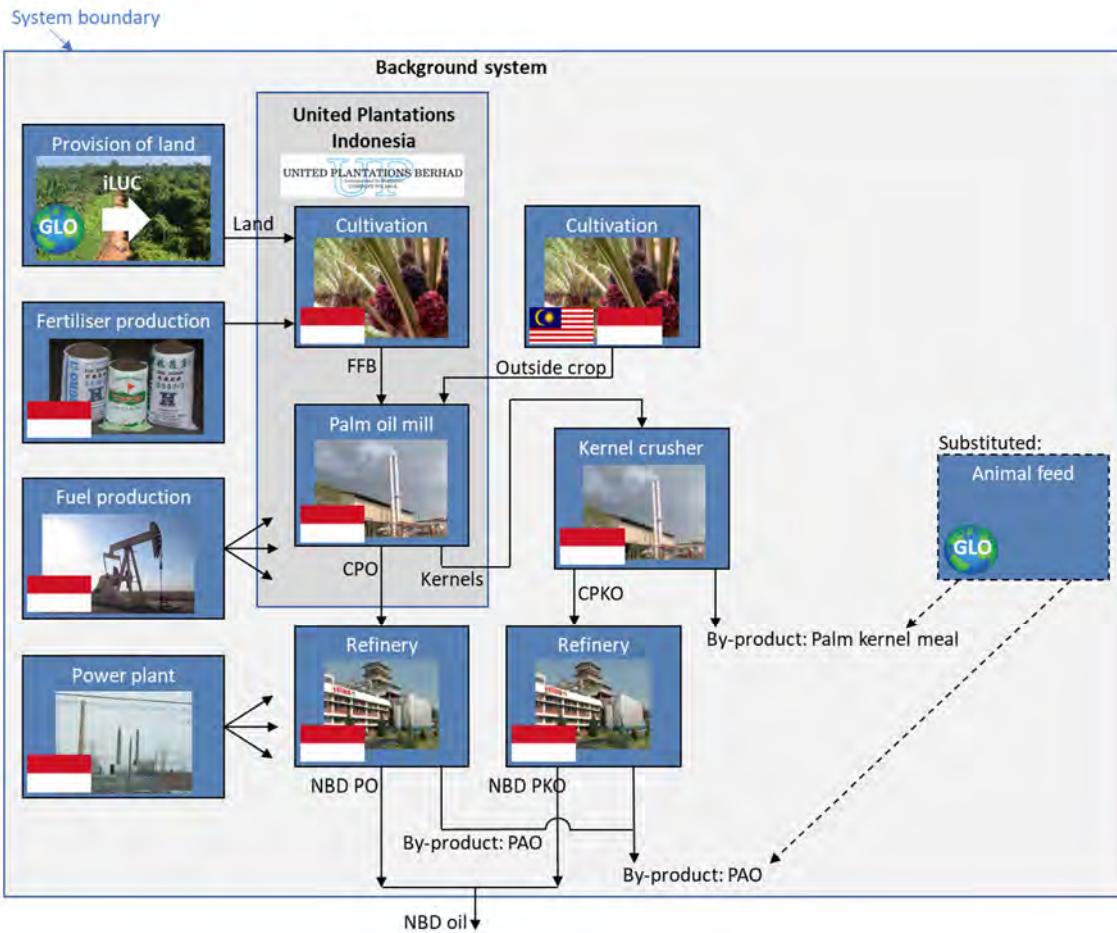 System boundary
Background system
United Plantations
Indonesia
UP
UNITED PLANTATIONS BERHAD
Provision of land
iLUC
GLO
Land
Cultivation
Cultivation
Fertiliser production
FFB
Outside crop
Palm oil mill
Kernel crusher
Substituted:
Animal feed
GLO
Fuel production
CPO
Kernels
CPKO
By-product: Palm kernel meal
Refinery
Refinery
Power plant
NBD PO
NBD PKO
By-product: PAO
By-product: PAO
NBD oil